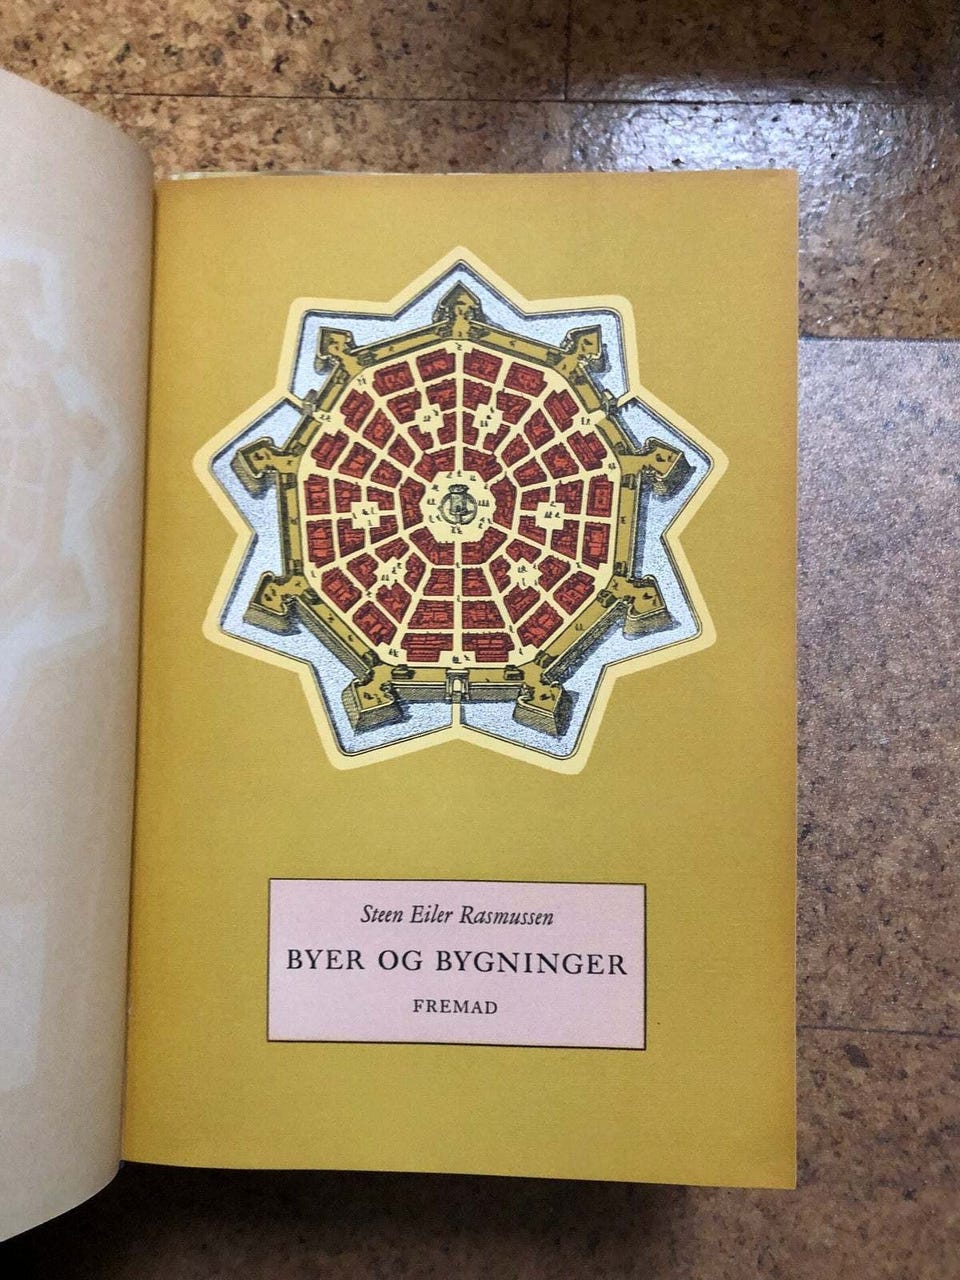 Steen Eiler Rasmussen
BYER OG BYGNINGER
FREMAD